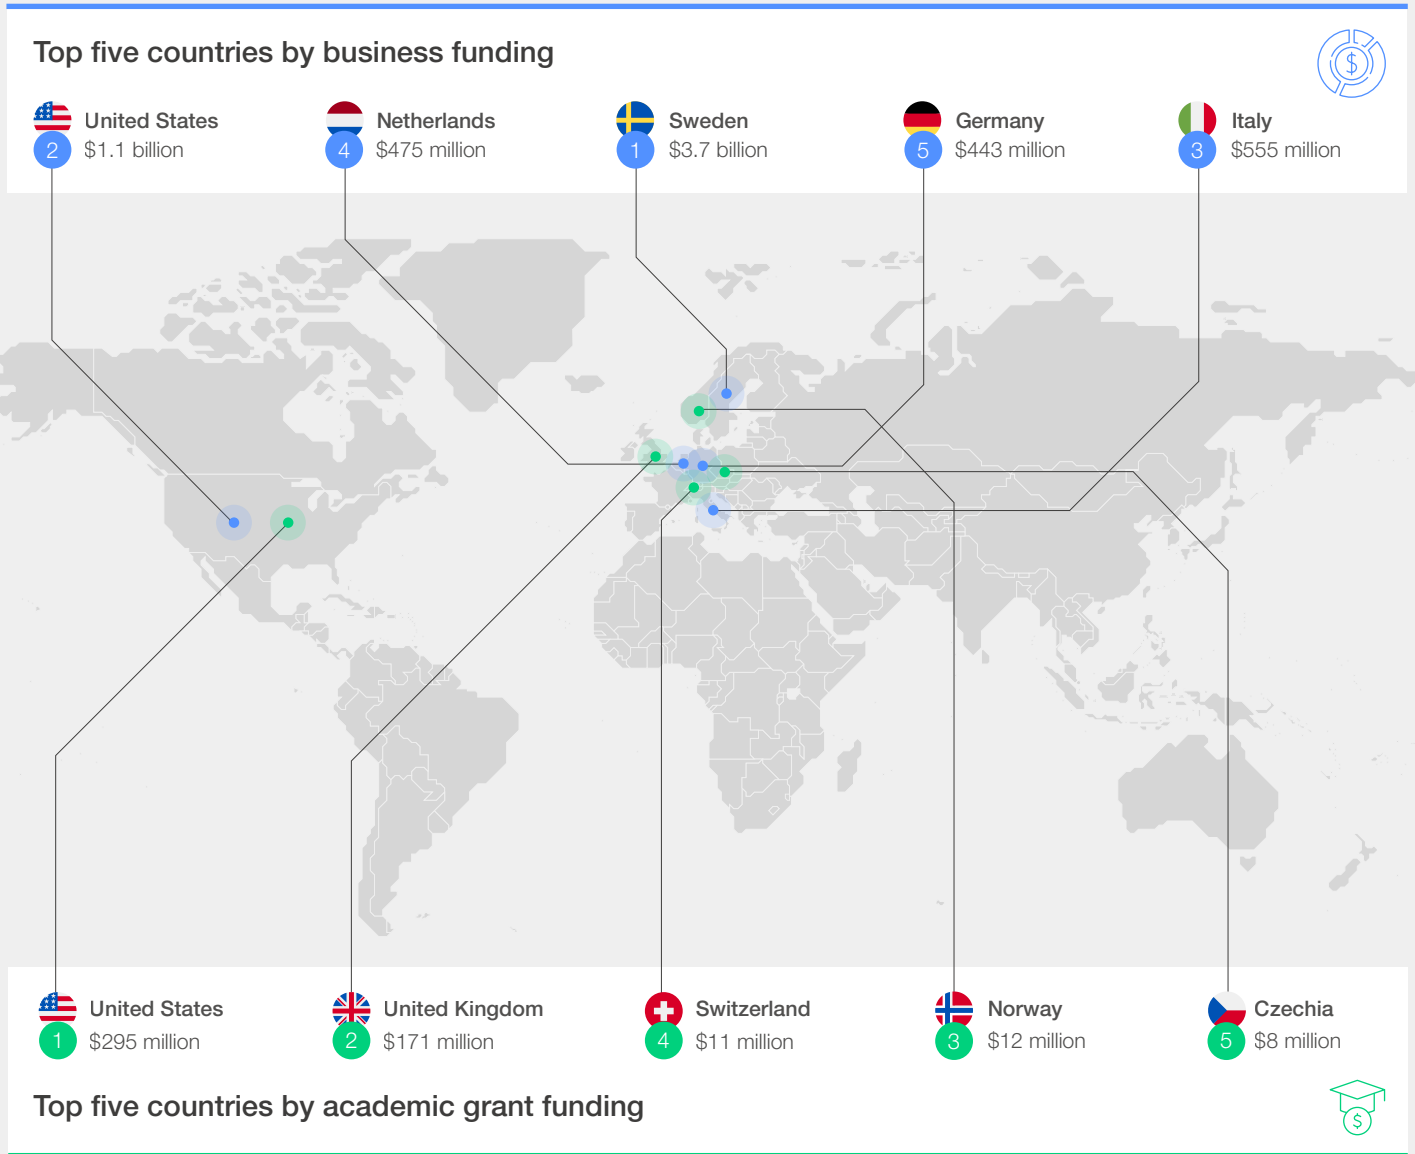 Top five countries by business funding
$
United States
2 $1.1 billion
Netherlands
4 $475 million
Sweden
1 $3.7 billion
Germany
5 $443 million
Italy
3 $555 million
United States
1 $295 million
United Kingdom
2 $171 million
Switzerland
4 $11 million
Norway
3 $12 million
Czechia
5 $8 million
Top five countries by academic grant funding
$